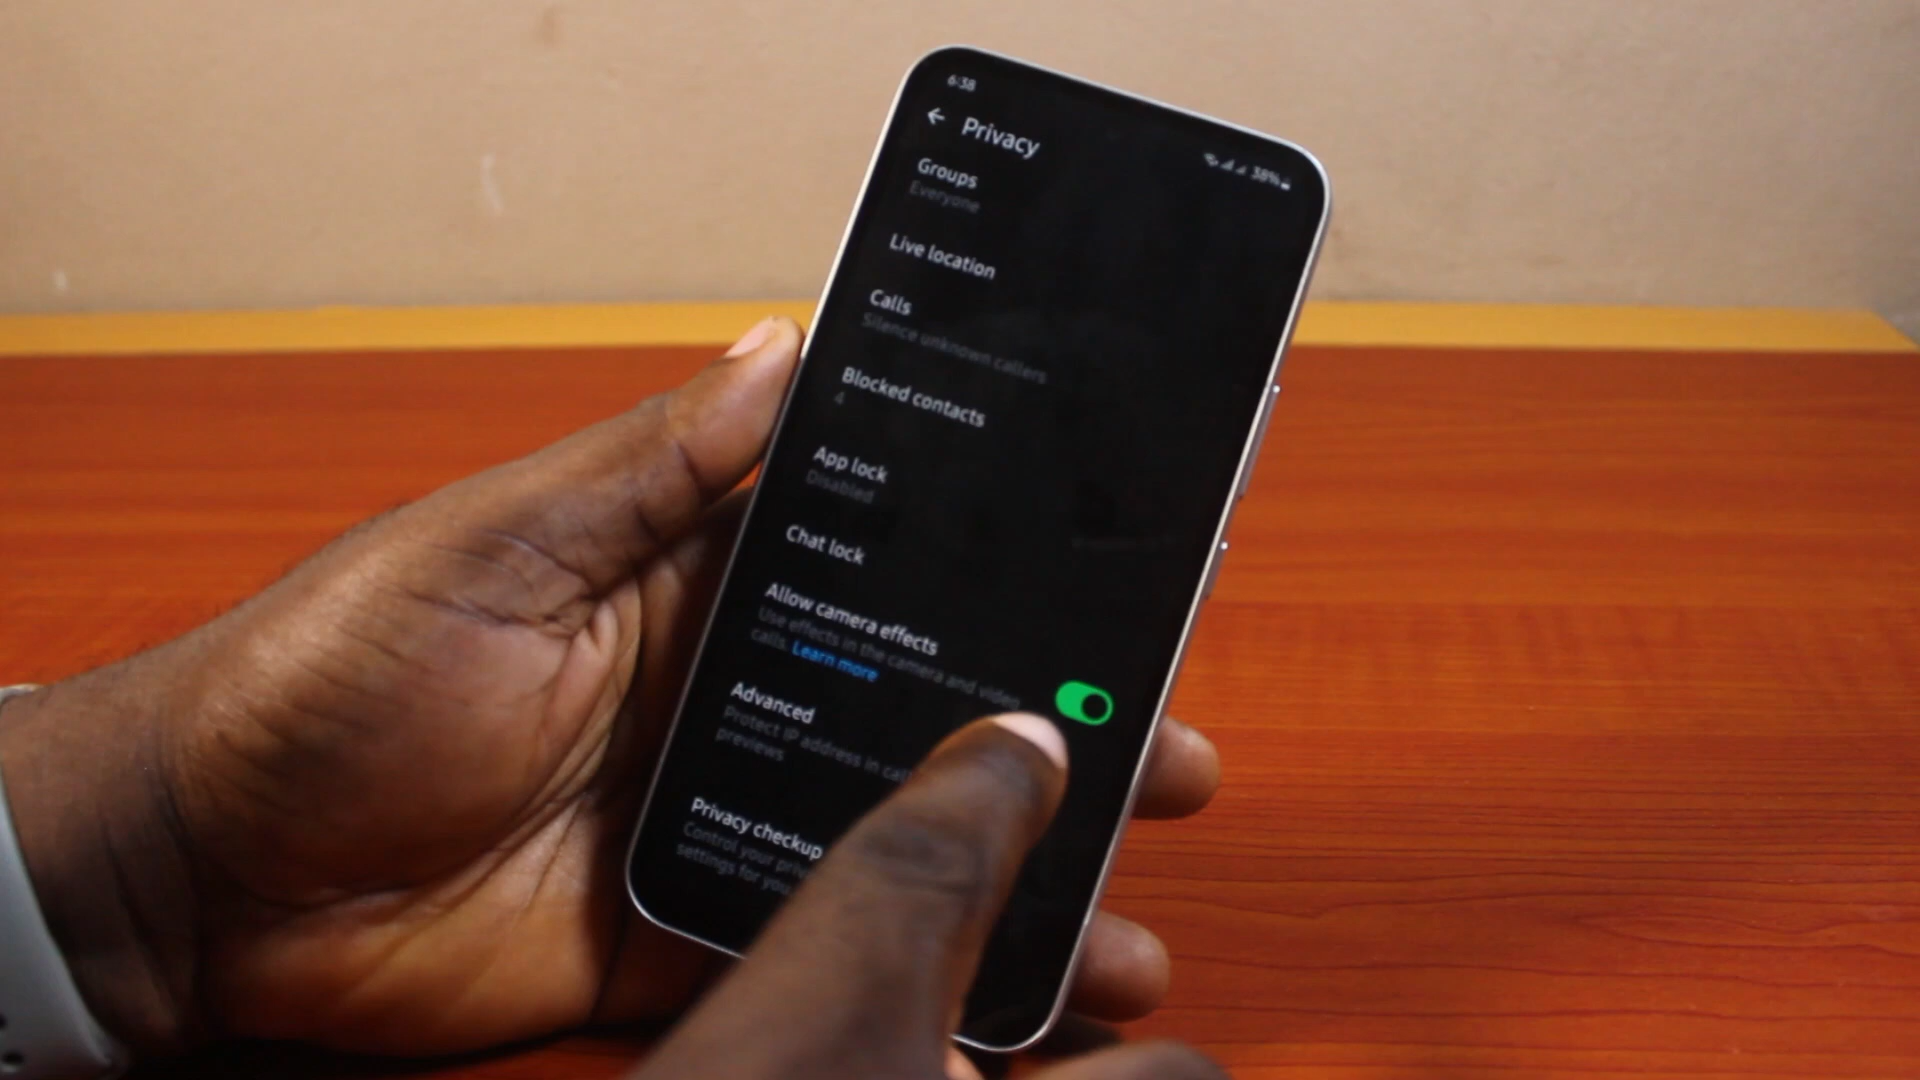 6:38
38%
Privacy
Groups
Everyone
Live location
Calls
Silence unknown callers
Blocked contacts
4
App lock
Disabled
Chat lock
Allow camera effects
Use effects in the camera and video
calls. Learn more
Advanced
Protect IP address in
previews
Privacy checkup
Control your
settings for you